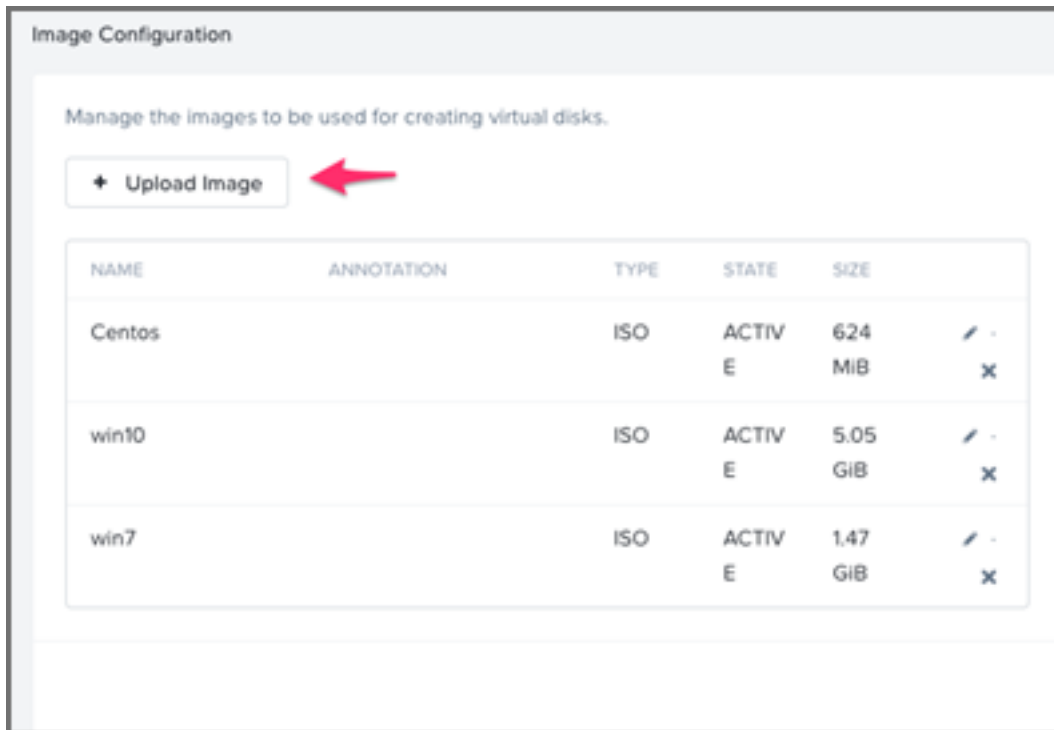 Image Configuration
Manage the images to be used for creating virtual disks.
+ Upload Image
NAME ANNOTATION TYPE STATE SIZE
Centos ISO ACTIV 624
E MiB
win10 ISO ACTIV 5.05
E GiB
win7 ISO ACTIV 1.47
E GiB